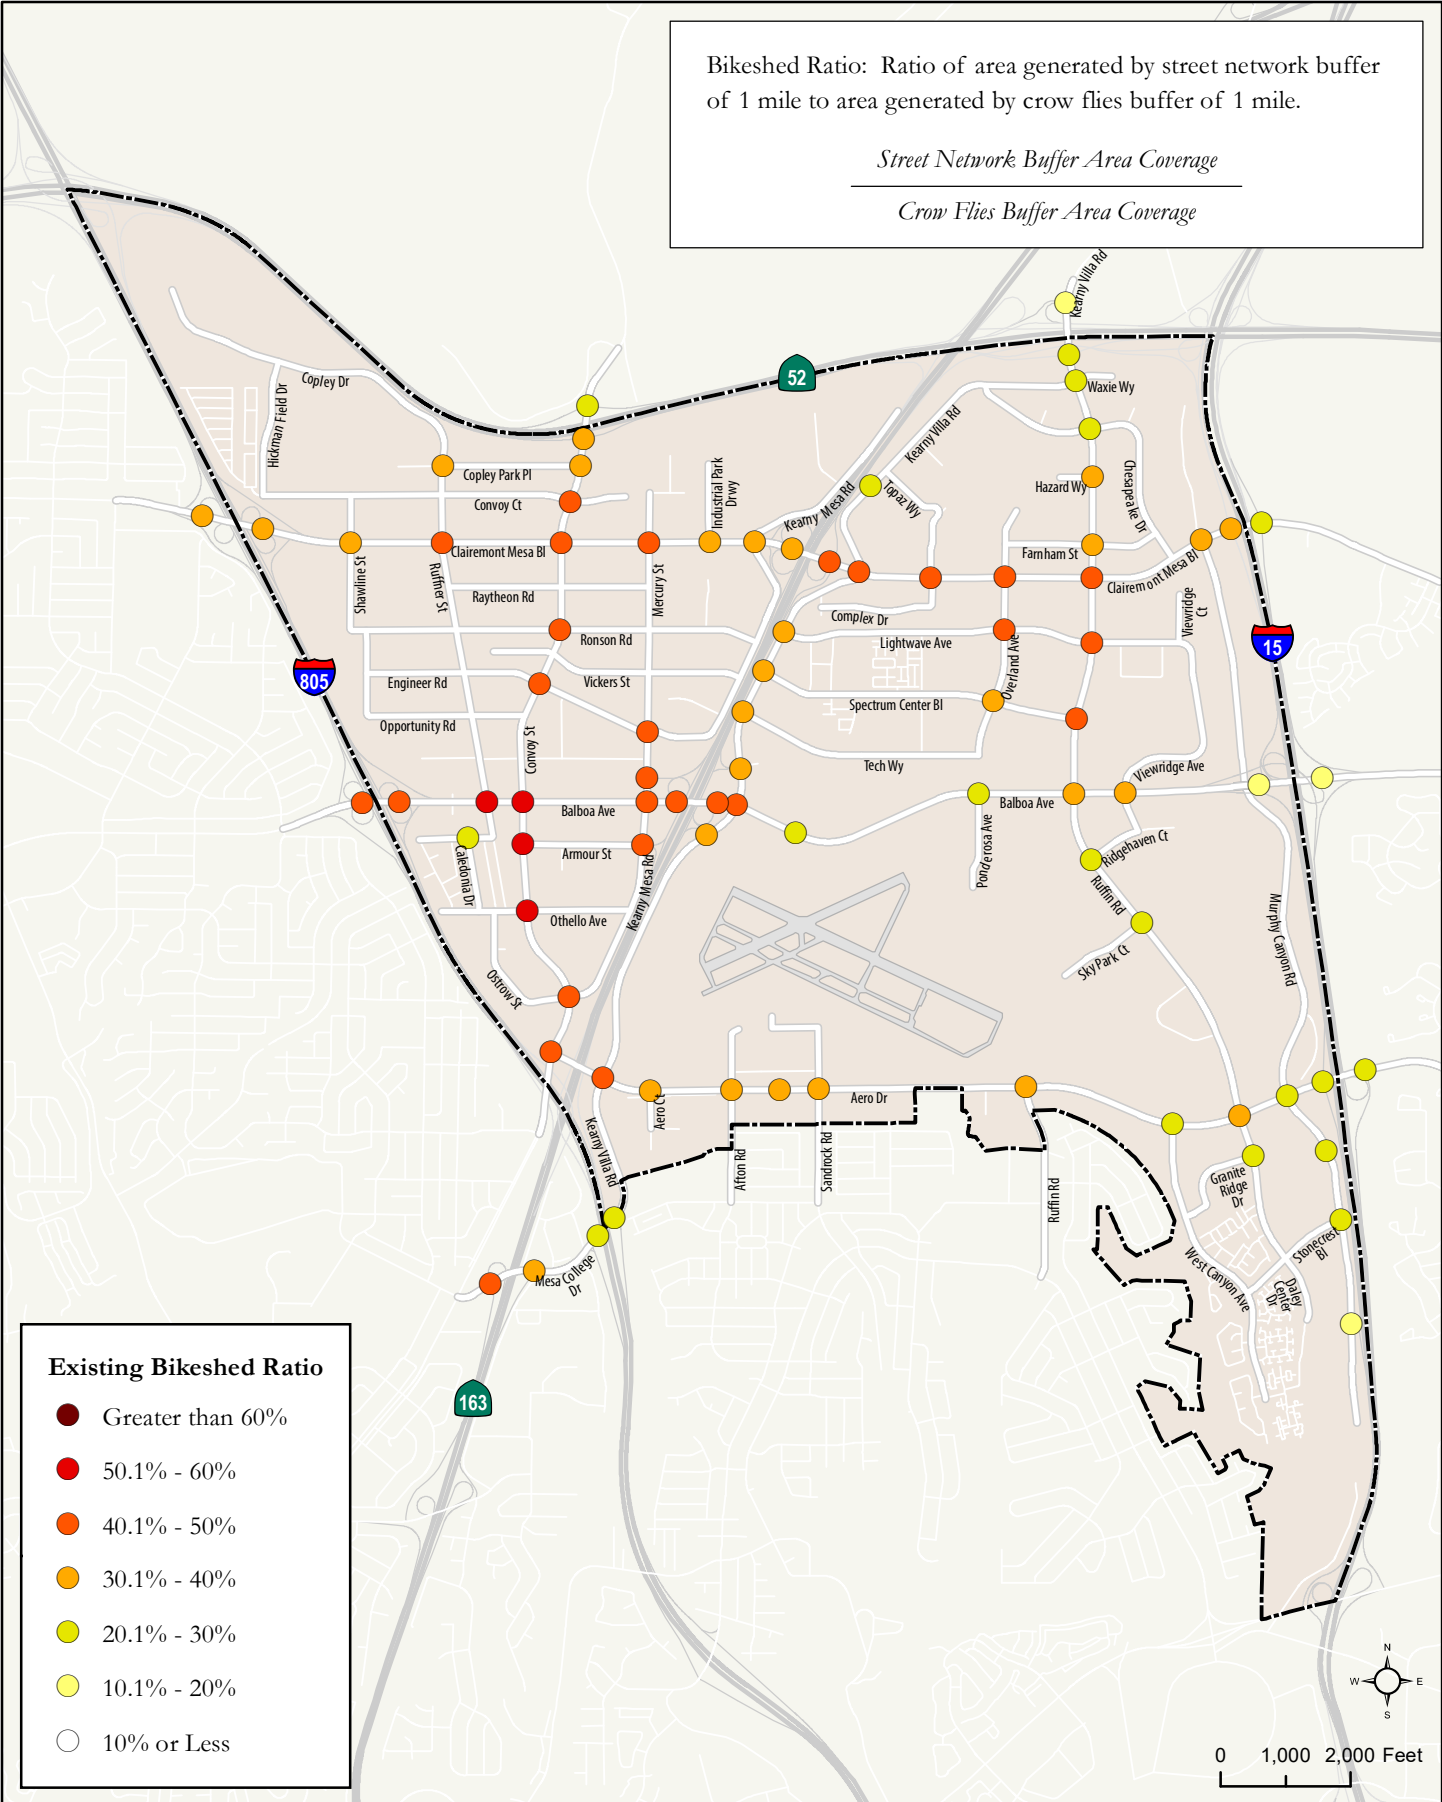 Bikeshed Ratio: Ratio of area generated by street network buffer
of 1 mile to area generated by crow flies buffer of 1 mile.
Street Network Buffer Area Coverage
Crow Flies Buffer Area Coverage
Kearny Villa Rd
52
Copley Dr
Hickman Field Dr
Waxie Wy
Kearny Villa Rd
Copley Park Pl
Industrial Park
Drwy
Kearny Mesa Rd
Topaz Wy
Hazard Wy
Chesapeake Dr
Convoy Ct
Clairemont Mesa Bl
Farnham St
Clairemont Mesa Bl
Shawline St
Ruffner St
Raytheon Rd
Mercury St
Complex Dr
Viewridge
Ct
Ronson Rd
Lightwave Ave
Overland Ave
15
805
Engineer Rd
Vickers St
Spectrum Center Bl
Opportunity Rd
Convoy St
Tech Wy
Viewridge Ave
Balboa Ave
Balboa Ave
Caledonia Dr
Armour St
Kearny Mesa Rd
Ponderosa Ave
Ridgehaven Ct
Ruffin Rd
Othello Ave
Murphy Canyon Rd
Sky Park Ct
Ostrow St
Aero Ct
Aero Dr
Kearny Villa Rd
Afton Rd
Sandrock Rd
Ruffin Rd
Granite
Ridge
Dr
Stonecrest
Bl
West Canyon Ave
Daley
Center
Dr
Mesa College
Dr
163
Existing Bikeshed Ratio
Greater than 60%
50.1% - 60%
40.1% - 50%
30.1% - 40%
20.1% - 30%
10.1% - 20%
10% or Less
N
W
E
S
0 1,000 2,000 Feet